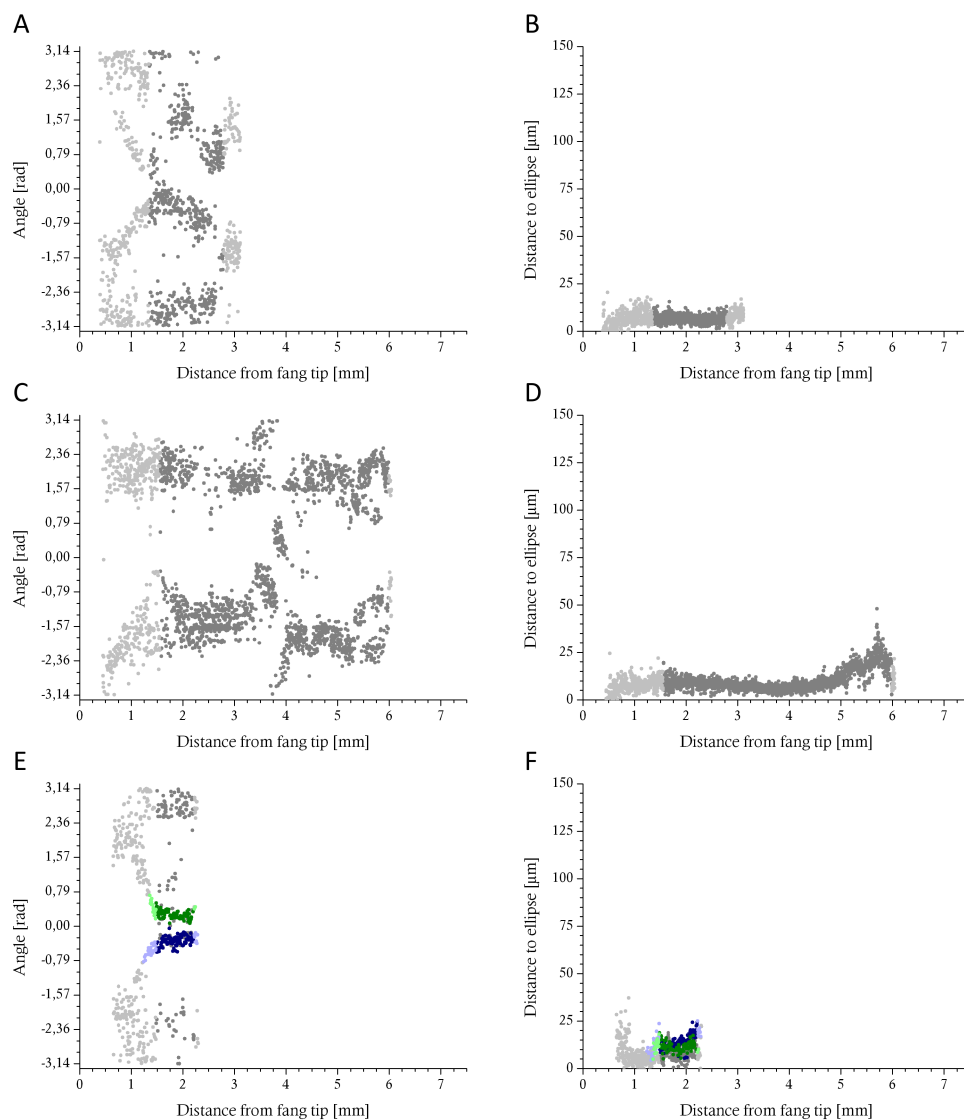 A
3,14
2,36
1,57
0,79
0,00
-0,79
-1,57
-2,36
-3,14
Angle [rad]
0 1 2 3 4 5 6 7
Distance from fang tip [mm]
B
150
125
100
75
50
25
0
Distance to ellipse [µm]
0 1 2 3 4 5 6 7
Distance from fang tip [mm]
C
3,14
2,36
1,57
0,79
0,00
-0,79
-1,57
-2,36
-3,14
Angle [rad]
0 1 2 3 4 5 6 7
Distance from fang tip [mm]
D
150
125
100
75
50
25
0
Distance to ellipse [µm]
0 1 2 3 4 5 6 7
Distance from fang tip [mm]
E
3,14
2,36
1,57
0,79
0,00
-0,79
-1,57
-2,36
-3,14
Angle [rad]
0 1 2 3 4 5 6 7
Distance from fang tip [mm]
F
150
125
100
75
50
25
0
Distance to ellipse [µm]
0 1 2 3 4 5 6 7
Distance from fang tip [mm]